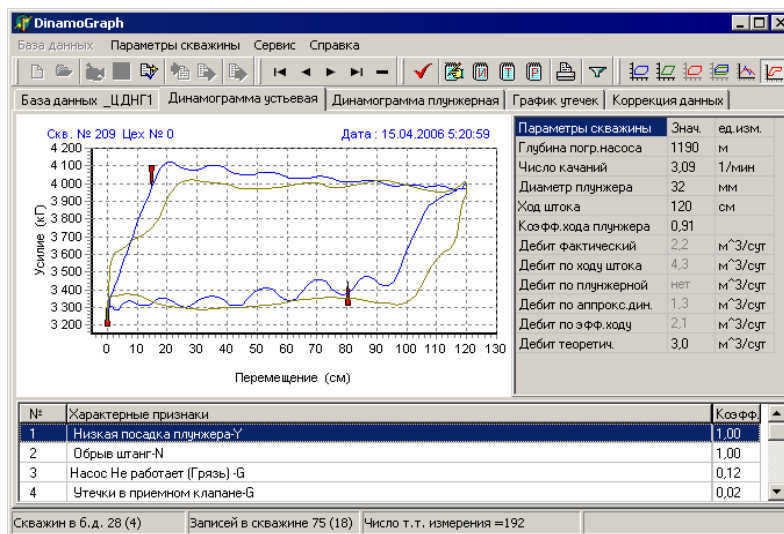 DinamoGraph
База данных Параметры скважины Сервис Справка
И Т Р
База данных _ЦДНГ1 Динамограмма устьевая Динамограмма плунжерная График утечек Коррекция данных
Скв. № 209 Цех № 0 Дата : 15.04.2006 5:20:59
4 200
4 100
4 000
3 900
3 800
3 700
3 600
3 500
3 400
3 300
3 200
Усилие (кГ)
0 10 20 30 40 50 60 70 80 90 100 110 120 130
Перемещение (см)
Параметры скважины Знач. ед.изм.
Глубина погр.насоса 1190 м
Число качаний 3,09 1/мин
Диаметр плунжера 32 мм
Ход штока 120 см
Коэфф.хода плунжера 0,91
Дебит фактический 2,2 м^3/сут
Дебит по ходу штока 4,3 м^3/сут
Дебит по плунжерной нет м^3/сут
Дебит по аппрокс.дин. 1,3 м^3/сут
Дебит по эфф.ходу 2,1 м^3/сут
Дебит теоретич. 3,0 м^3/сут
№ Характерные признаки Коэфф.
1 Низкая посадка плунжера-Y 1,00
2 Обрыв штанг-N 1,00
3 Насос Не работает (Грязь) -G 0,12
4 Утечки в приемном клапане-G 0,02
Скважин в б.д. 28 (4) Записей в скважине 75 (18) Число т.т. измерения =192